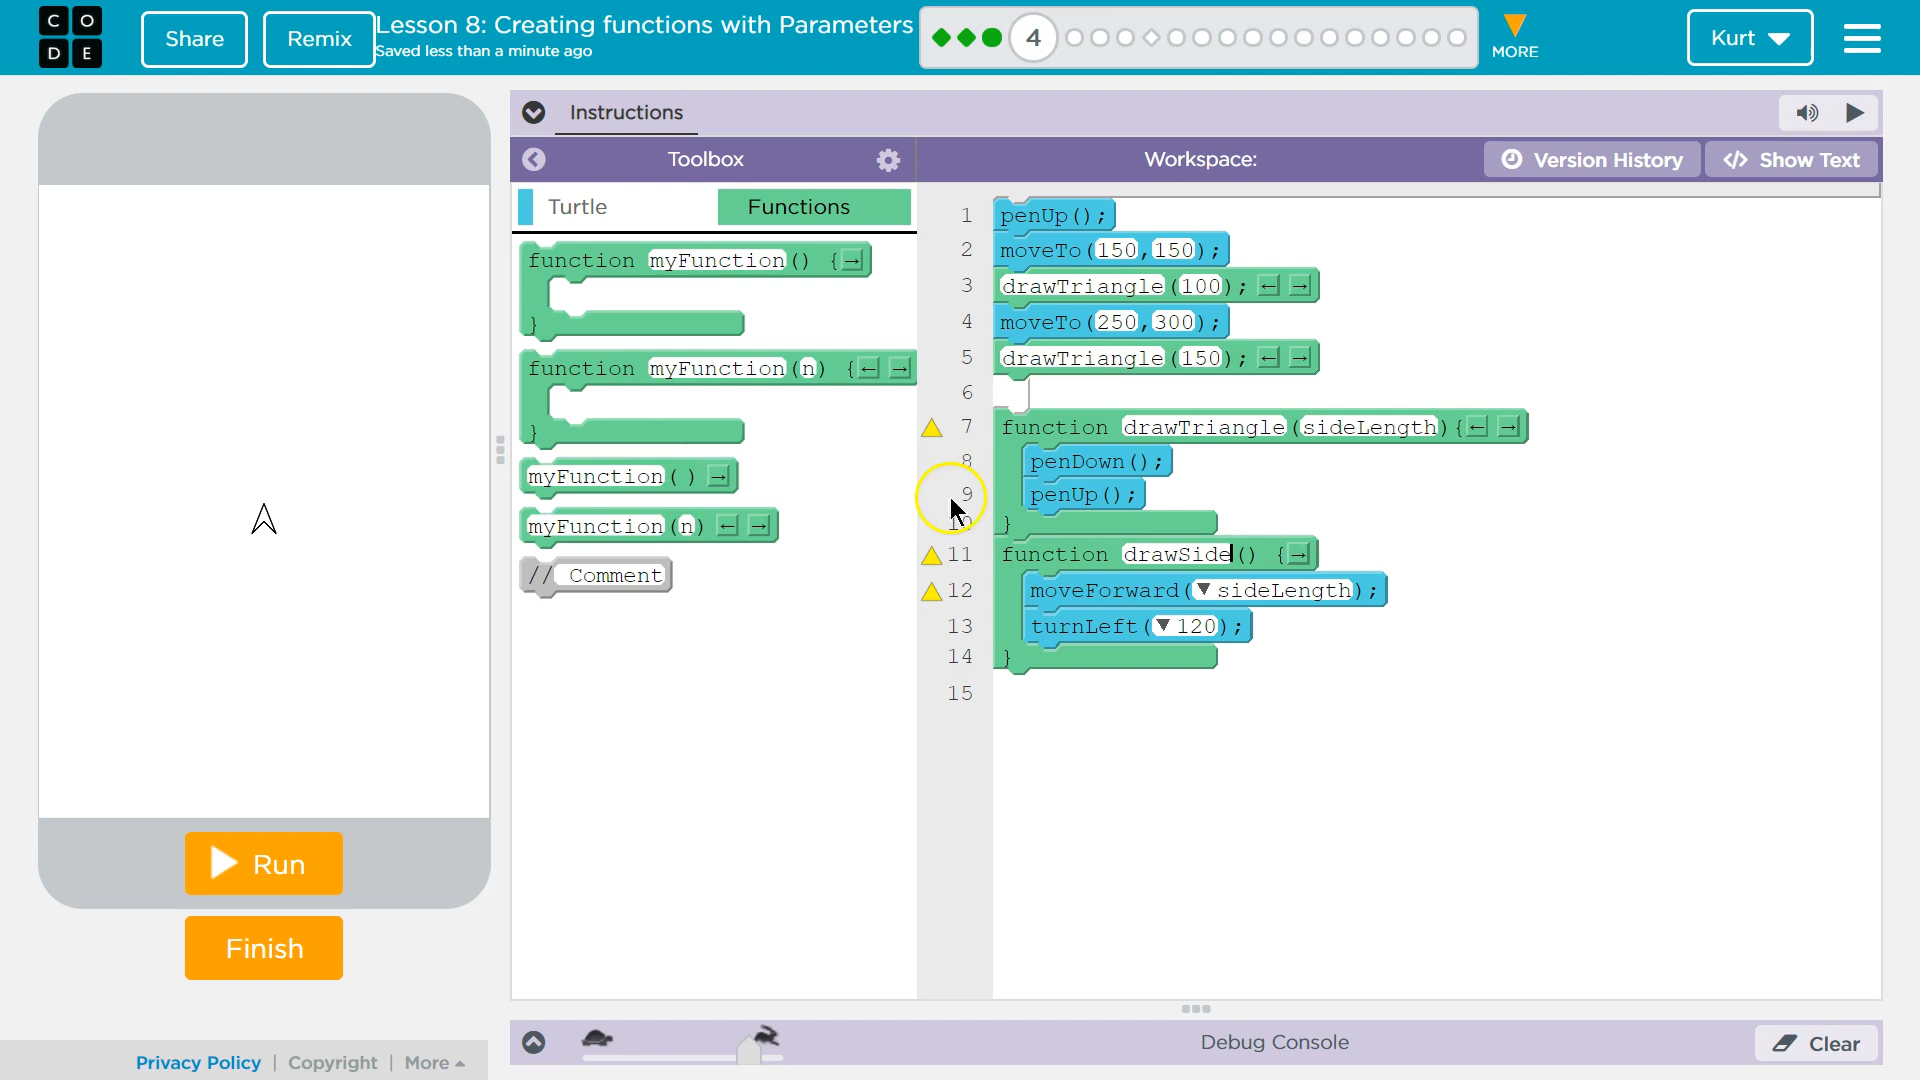 C O
D E
Share
Remix
Lesson 8: Creating functions with Parameters
Saved less than a minute ago
4
MORE
Kurt
Instructions
Toolbox
Workspace:
Version History
</> Show Text
Turtle
Functions
function myFunction() {→
}
function myFunction(n) {← →
}
myFunction() →
myFunction(n) ← →
// Comment
1 penUp();
2 moveTo(150,150);
3 drawTriangle(100); ← →
4 moveTo(250,300);
5 drawTriangle(150); ← →
6
7 function drawTriangle(sideLength){← →
8 penDown();
9 penUp();
10 }
11 function drawSide() {→
12 moveForward(▼ sideLength);
13 turnLeft(▼ 120);
14 }
15
Run
Finish
Debug Console
Clear
Privacy Policy | Copyright | More